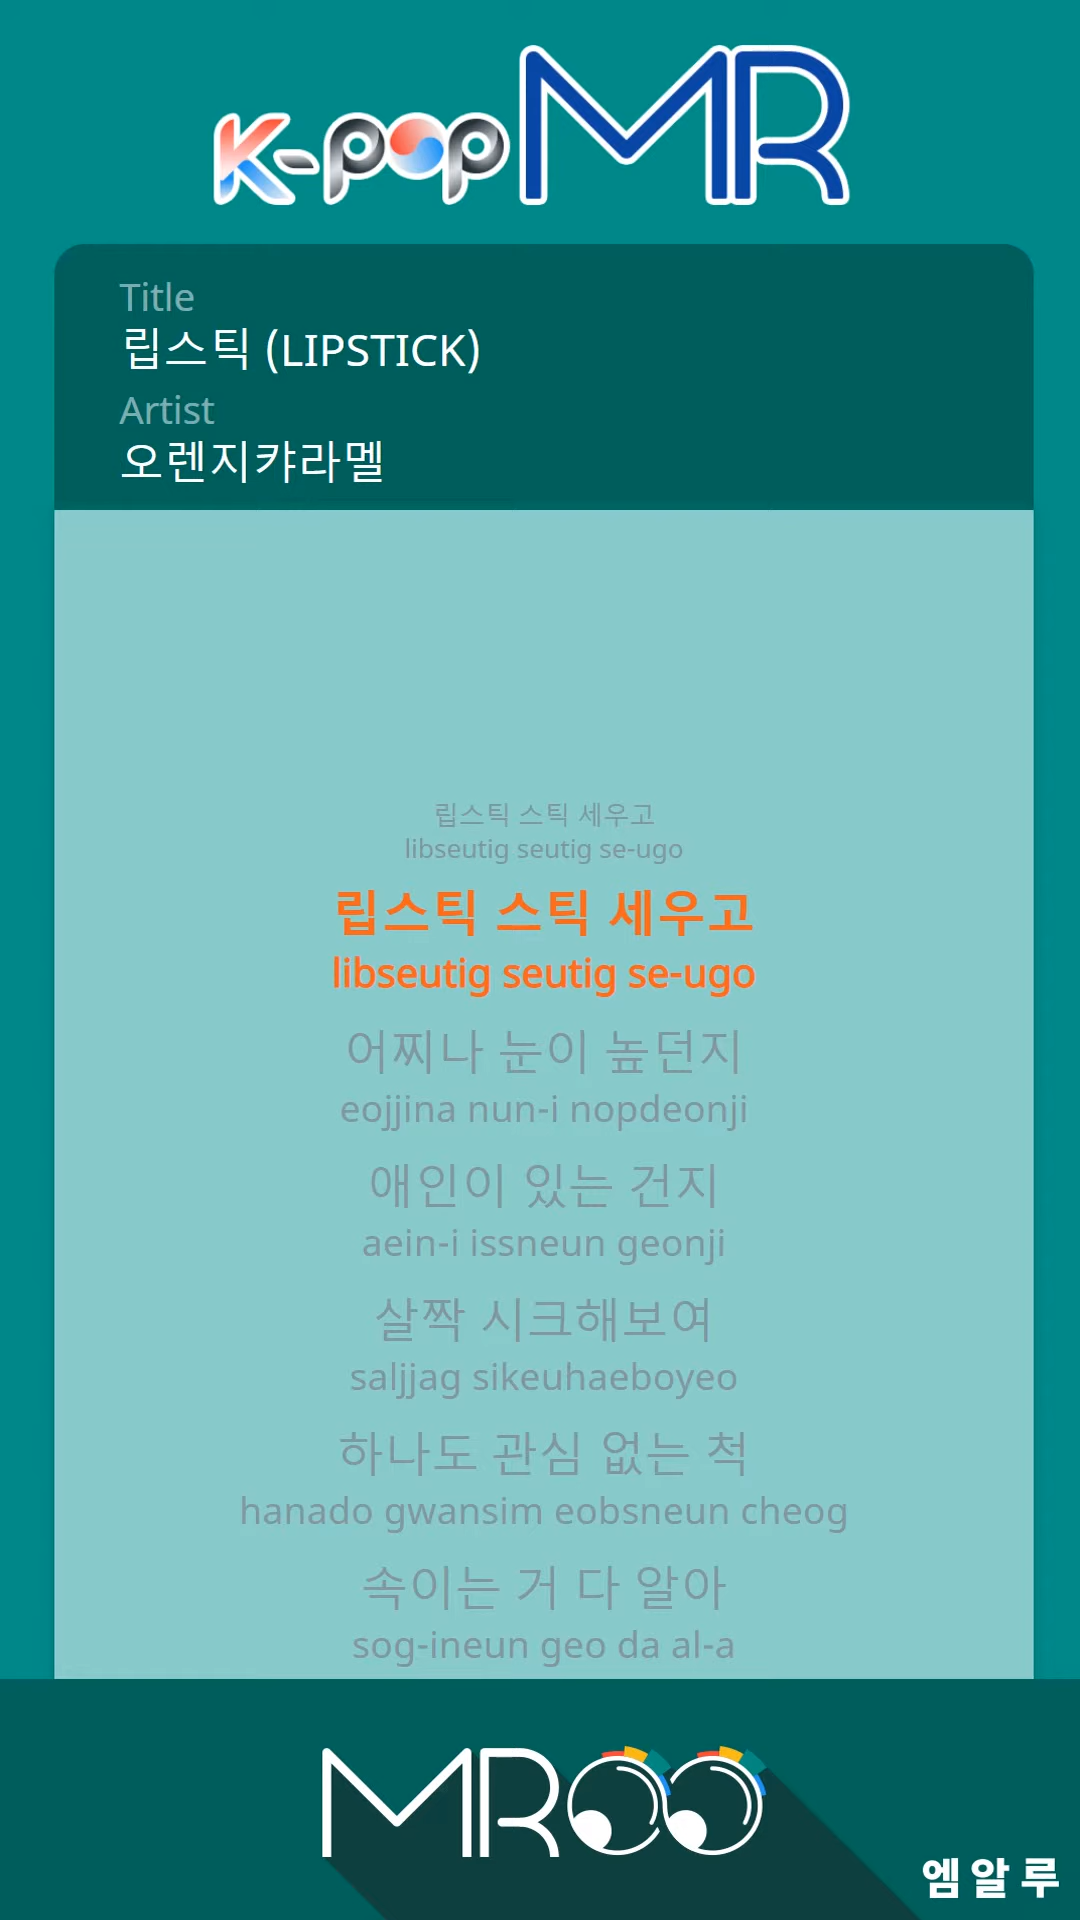 K-pop MR
Title
립스틱 (LIPSTICK)
Artist
오렌지캬라멜
립스틱 스틱 세우고
libseutig seutig se-ugo
립스틱 스틱 세우고
libseutig seutig se-ugo
어찌나 눈이 높던지
eojjina nun-i nopdeonji
애인이 있는 건지
aein-i issneun geonji
살짝 시크해보여
saljjag sikeuhaeboyeo
하나도 관심 없는 척
hanado gwansim eobsneun cheog
속이는 거 다 알아
sog-ineun geo da al-a
MROO
엠알루